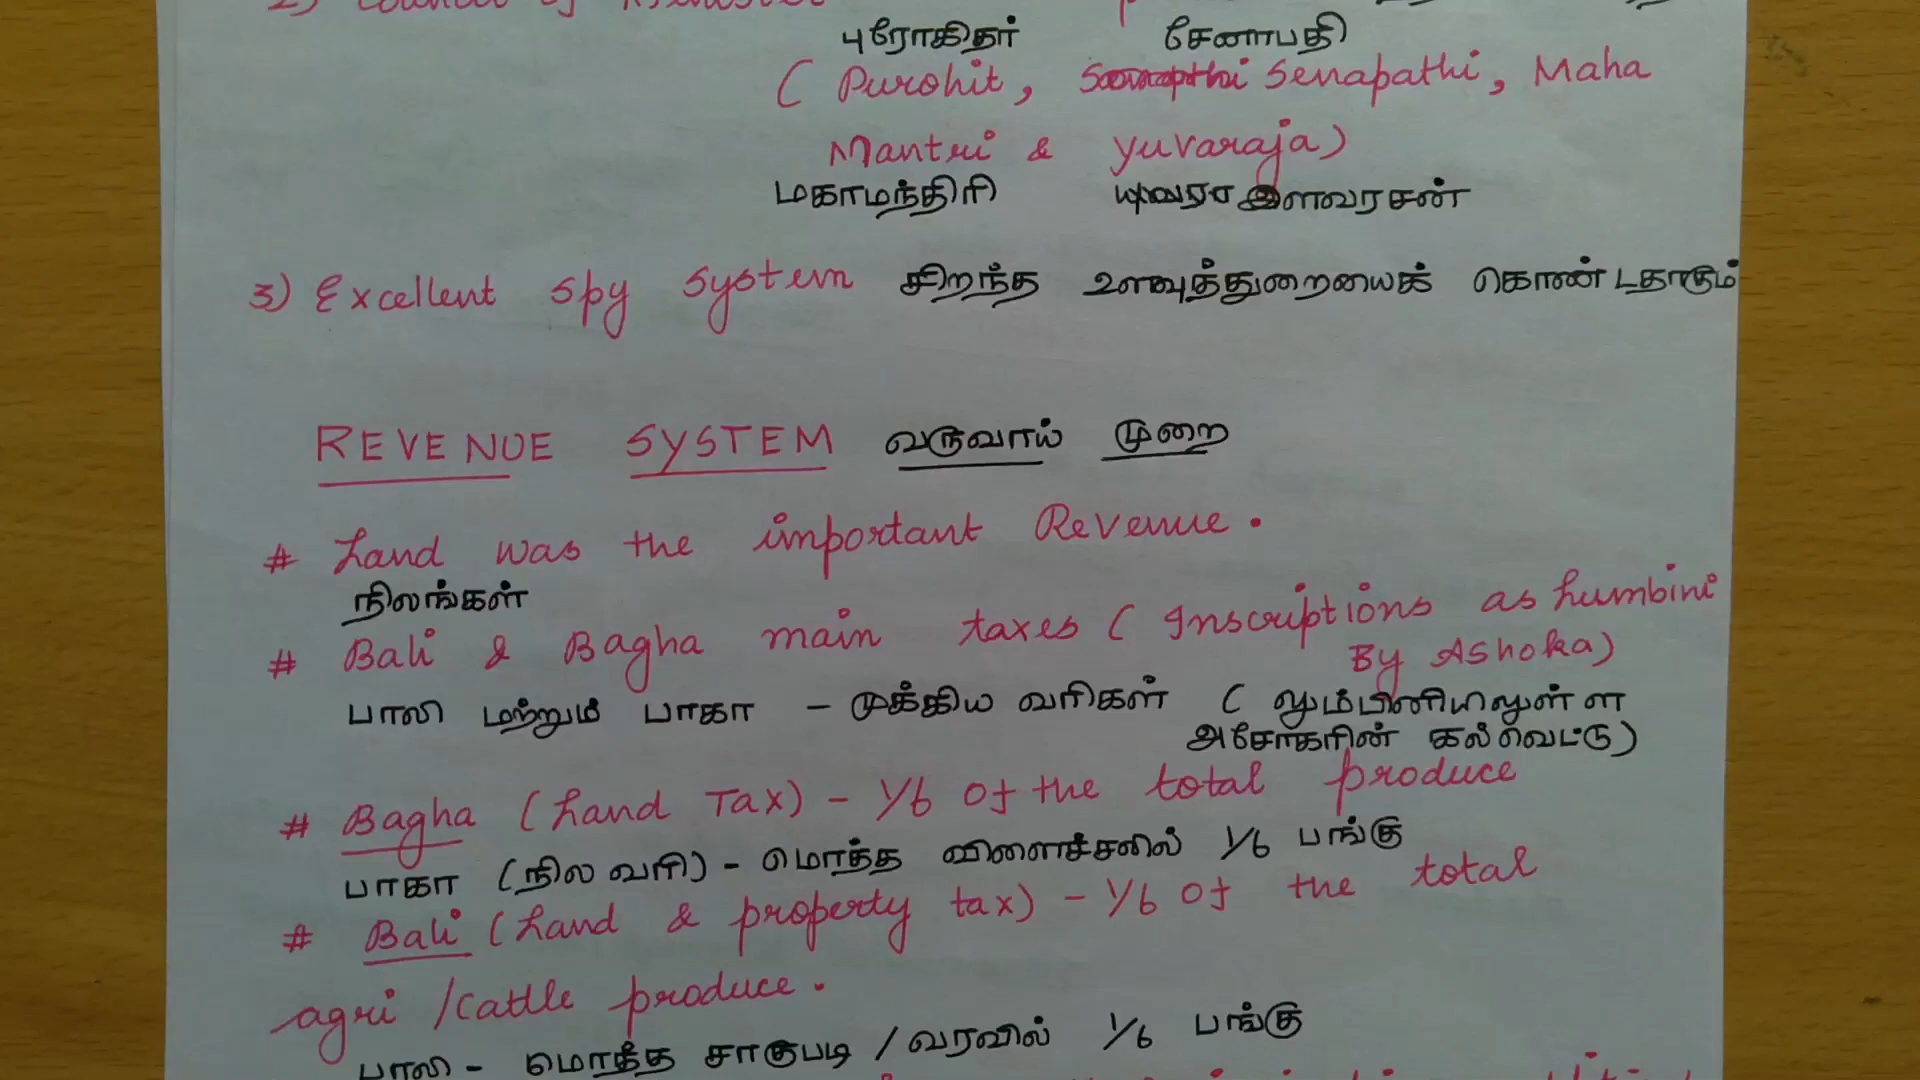 2) Council of
புரோகிதர் சேனாபதி
( Purohit, Senapathi, Maha
Mantri & yuvaraja)
மகாமந்திரி இளவரசன்
3) Excellent spy system சிறந்த உளவுத்துறையைக் கொண்டதாகும்
REVENUE SYSTEM வருவாய் முறை
# Land was the important Revenue.
நிலங்கள்
# Bali & Bagha main taxes ( Inscriptions as Lumbini
By Ashoka)
பாலி மற்றும் பாகா - முக்கிய வரிகள் ( லும்பினியிலுள்ள
அசோகரின் கல்வெட்டு)
# Bagha (Land Tax) - 1/6 of the total produce
பாகா (நில வரி) - மொத்த விளைச்சலில் 1/6 பங்கு
# Bali (Land & property tax) - 1/6 of the total
agri /cattle produce.
பாலி - மொத்த சாகுபடி / வரவில் 1/6 பங்கு